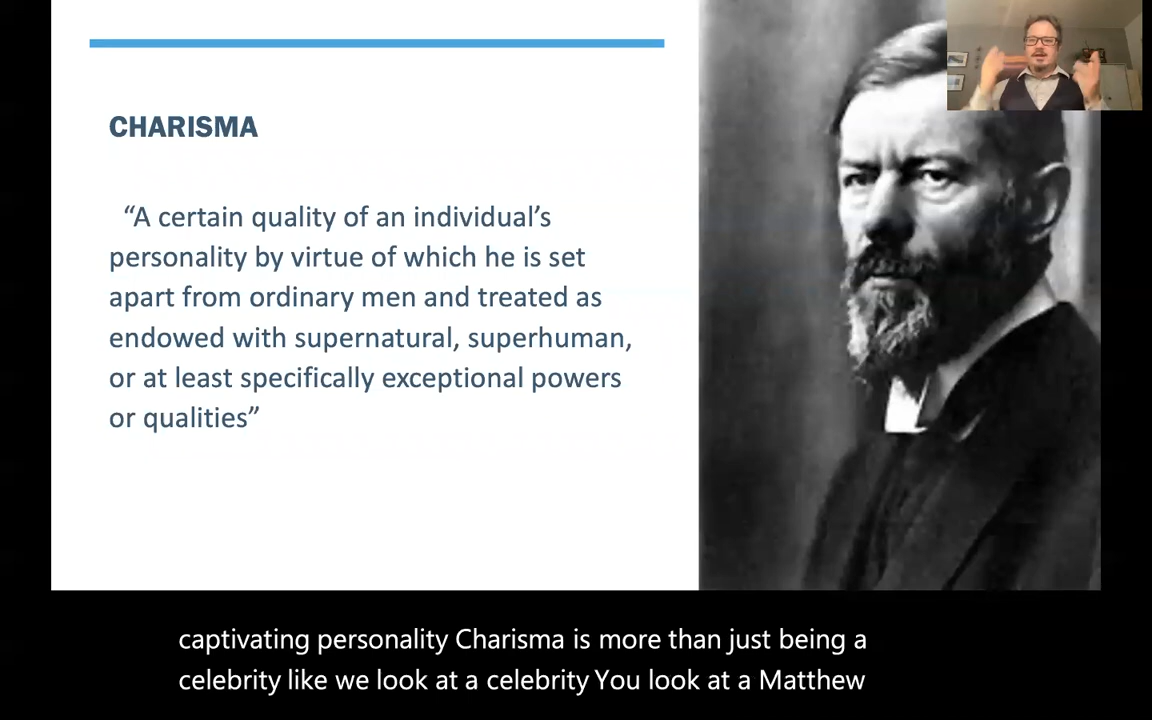 CHARISMA
“A certain quality of an individual’s
personality by virtue of which he is set
apart from ordinary men and treated as
endowed with supernatural, superhuman,
or at least specifically exceptional powers
or qualities”
captivating personality Charisma is more than just being a
celebrity like we look at a celebrity You look at a Matthew